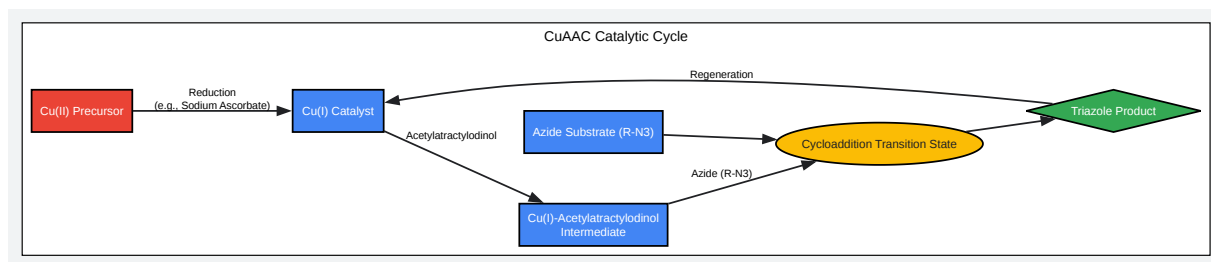 CuAAC Catalytic Cycle
Regeneration
Reduction
(e.g., Sodium Ascorbate)
Cu(II) Precursor
Cu(I) Catalyst
Triazole Product
Acetylatractylodinol
Azide Substrate (R-N3)
Cycloaddition Transition State
Azide (R-N3)
Cu(I)-Acetylatractylodinol
Intermediate